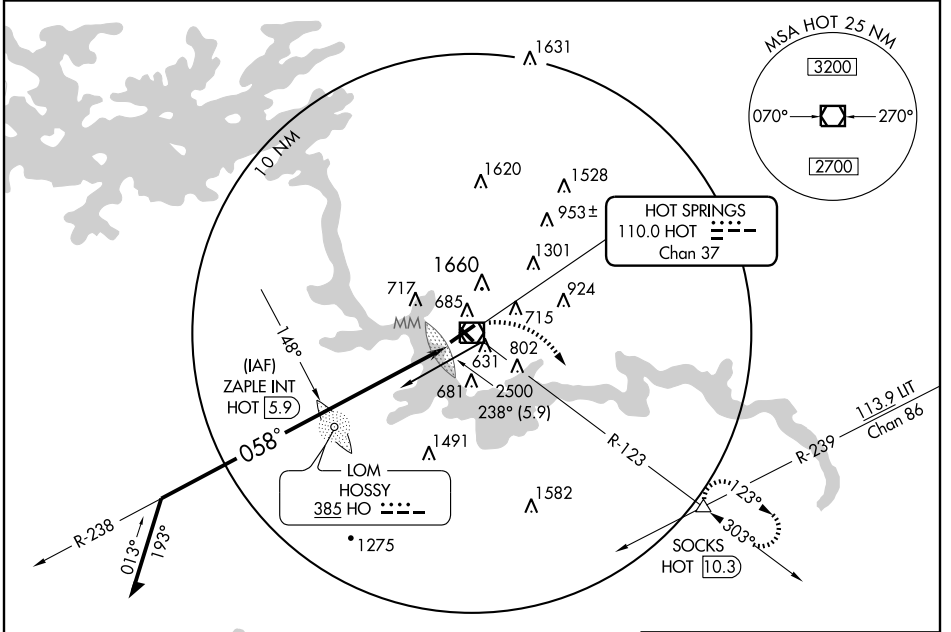 1631
MSA HOT 25 NM
3200
070°
270°
2700
10 NM
1620
1528
953±
HOT SPRINGS
110.0 HOT
Chan 37
1301
1660
717
685
924
715
MM
148°
(IAF)
ZAPLE INT
HOT 5.9
631
802
681
2500
238° (5.9)
113.9 LIT
Chan 86
058°
R-123
R-239
1491
LOM
HOSSY
385 HO
R-238
013°
193°
1275
1582
123°
303°
SOCKS
HOT 10.3